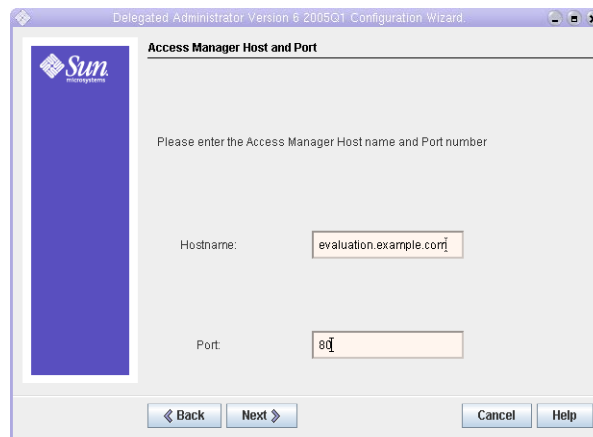 Delegated Administrator Version 6 2005Q1 Configuration Wizard.
Sun
microsystems
Access Manager Host and Port
Please enter the Access Manager Host name and Port number
Hostname:
evaluation.example.com
Port:
80
Back
Next
Cancel
Help